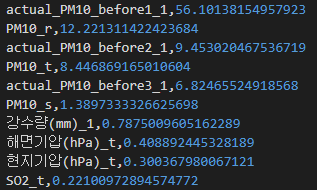 actual_PM10_before1_1,56.10138154957923
PM10_r,12.221311422423684
actual_PM10_before2_1,9.453020467536719
PM10_t,8.446869165010604
actual_PM10_before3_1,6.82465524918568
PM10_s,1.3897333326625698
강수량(mm)_1,0.7875009605162289
해면기압(hPa)_t,0.408892445328189
현지기압(hPa)_t,0.300367980067121
SO2_t,0.22100972894574772